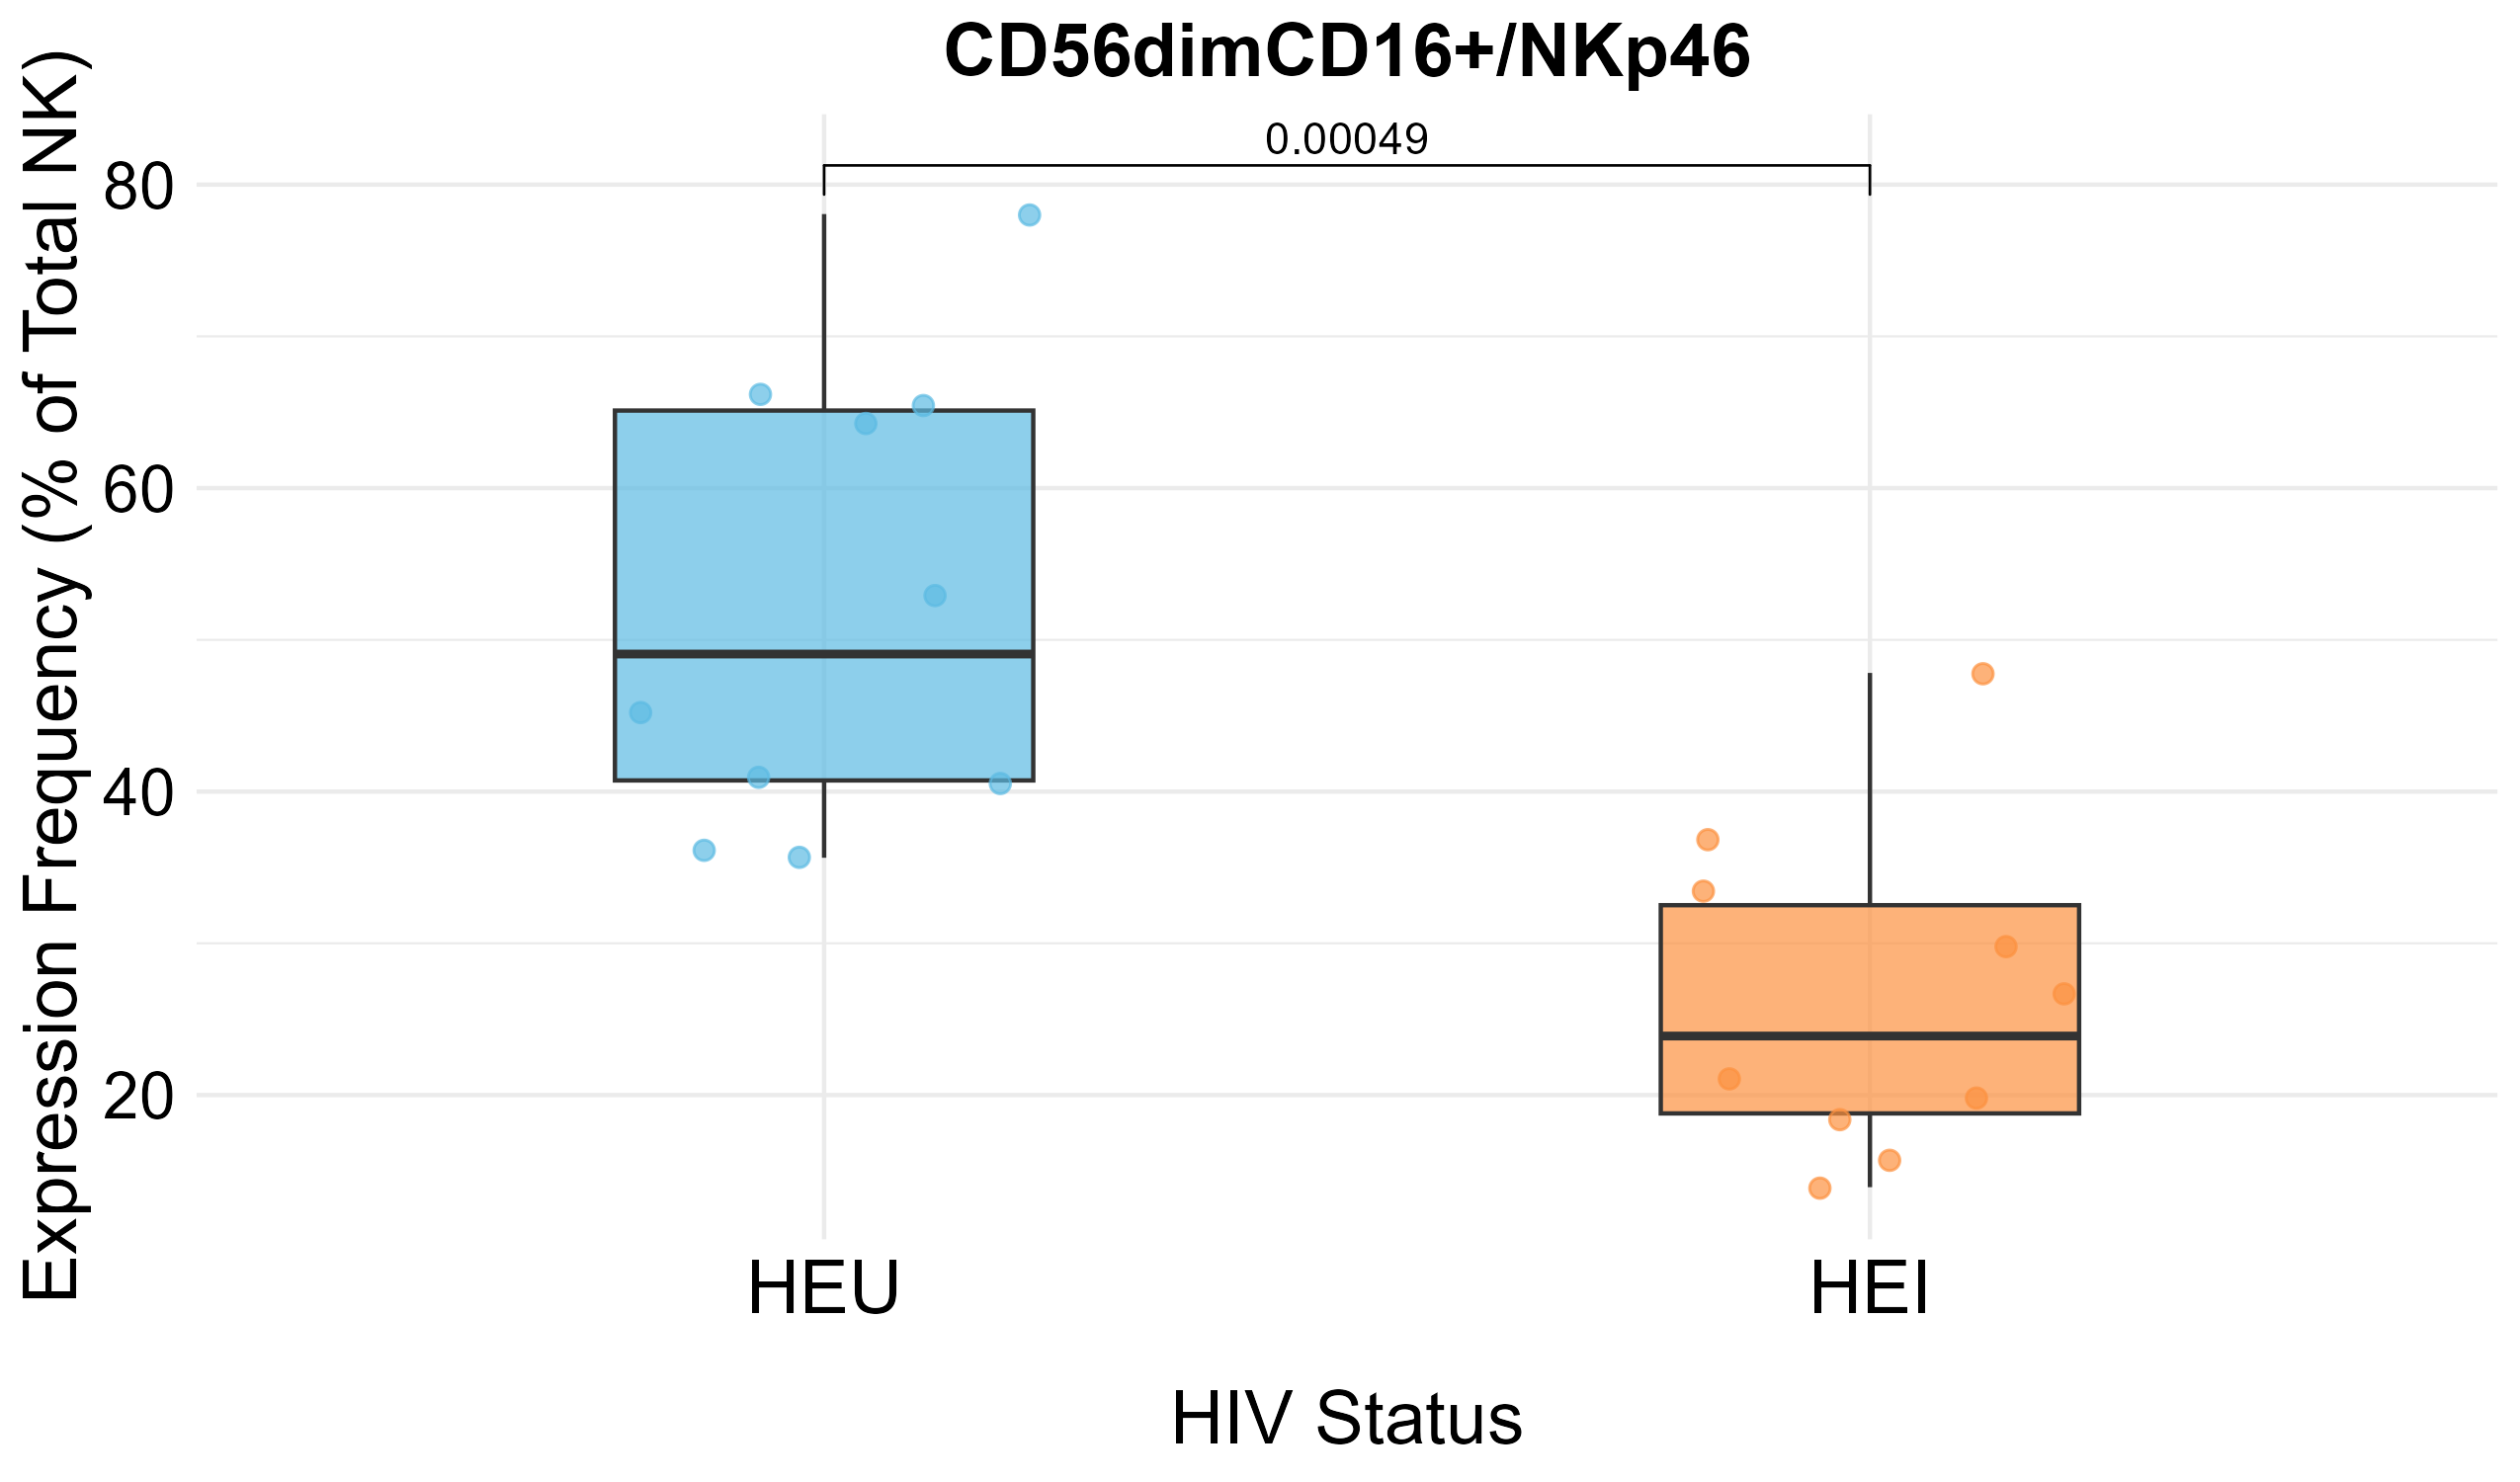 CD56dimCD16+/NKp46
0.00049
Expression Frequency (% of Total NK)
80
60
40
20
HEU
HEI
HIV Status